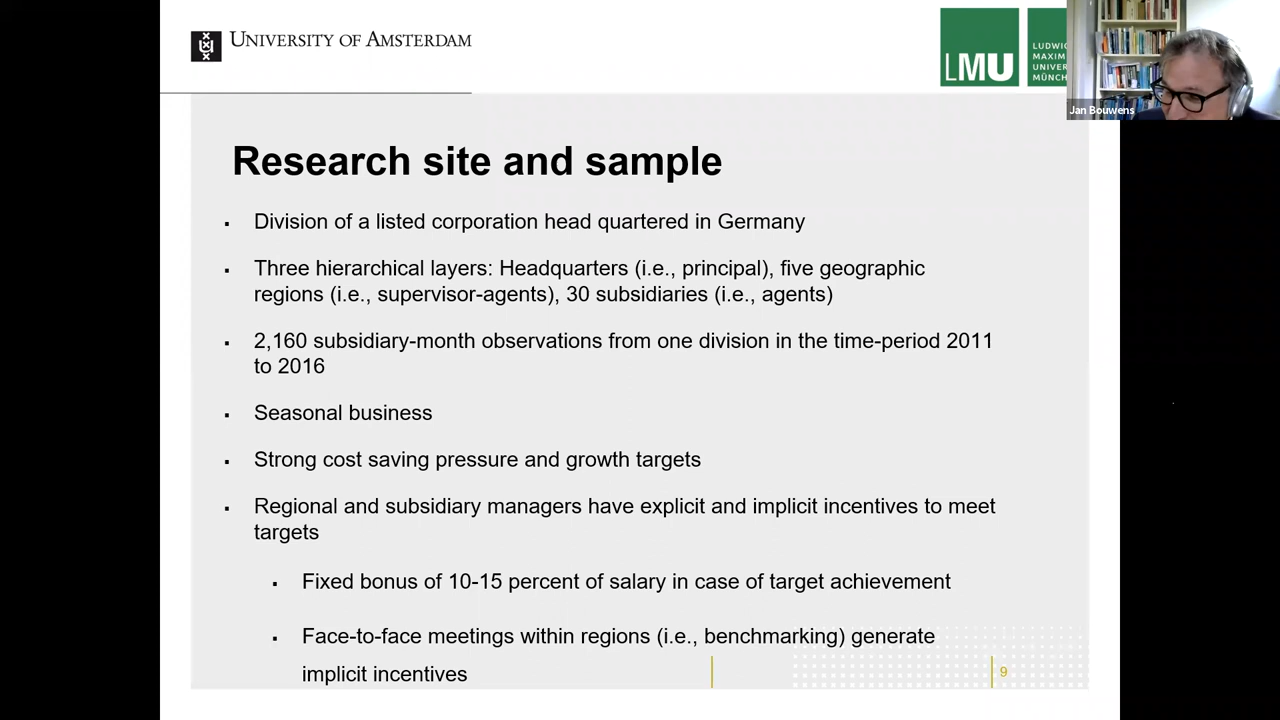 UNIVERSITY OF AMSTERDAM
LMU
LUDWIG
MAXIM
UNIVER
MÜNCH
Jan Bouwens
Research site and sample
Division of a listed corporation head quartered in Germany
Three hierarchical layers: Headquarters (i.e., principal), five geographic
regions (i.e., supervisor-agents), 30 subsidiaries (i.e., agents)
2,160 subsidiary-month observations from one division in the time-period 2011
to 2016
Seasonal business
Strong cost saving pressure and growth targets
Regional and subsidiary managers have explicit and implicit incentives to meet
targets
Fixed bonus of 10-15 percent of salary in case of target achievement
Face-to-face meetings within regions (i.e., benchmarking) generate
implicit incentives
9